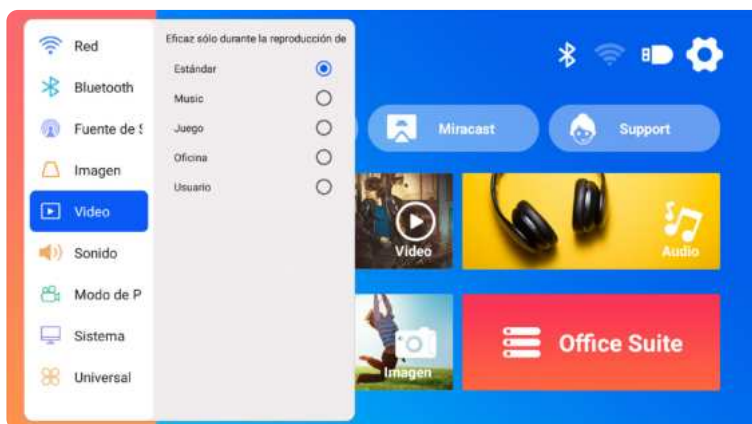 Red
Bluetooth
Fuente de S
Imagen
Video
Sonido
Modo de P
Sistema
Universal
Eficaz sólo durante la reproducción de
Estándar
Music
Juego
Oficina
Usuario
Miracast
Support
Video
Audio
Imagen
Office Suite